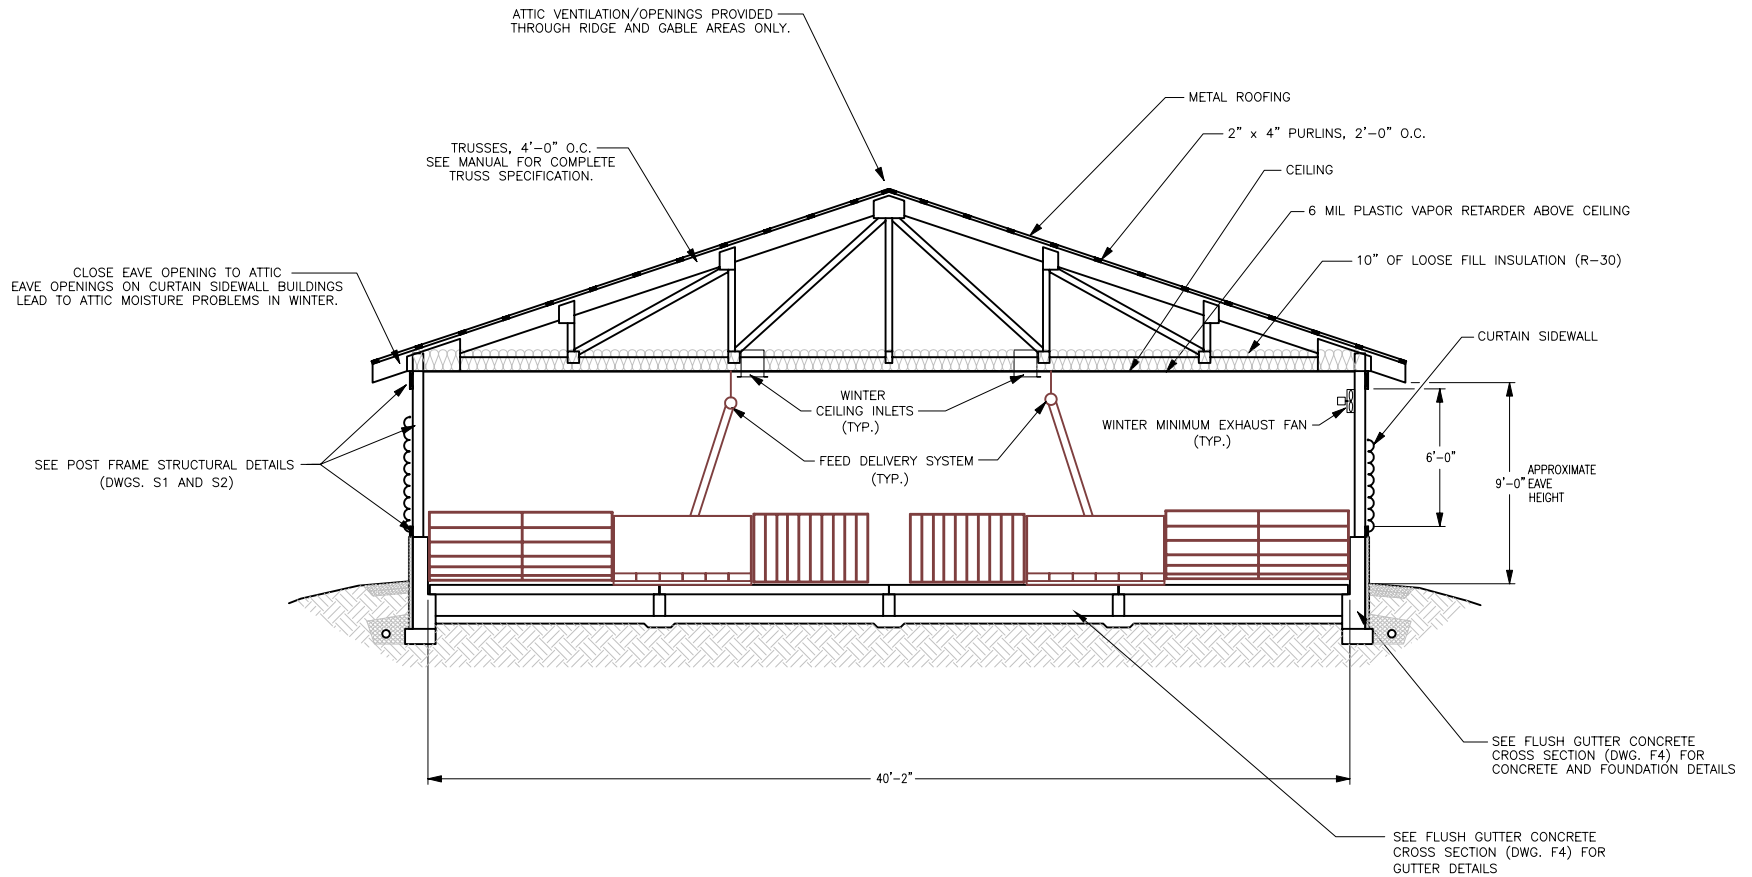 ATTIC VENTILATION/OPENINGS PROVIDED
THROUGH RIDGE AND GABLE AREAS ONLY.
METAL ROOFING
2" x 4" PURLINS, 2'-0" O.C.
TRUSSES, 4'-0" O.C.
SEE MANUAL FOR COMPLETE
TRUSS SPECIFICATION.
CEILING
6 MIL PLASTIC VAPOR RETARDER ABOVE CEILING
10" OF LOOSE FILL INSULATION (R-30)
CLOSE EAVE OPENING TO ATTIC
EAVE OPENINGS ON CURTAIN SIDEWALL BUILDINGS
LEAD TO ATTIC MOISTURE PROBLEMS IN WINTER.
CURTAIN SIDEWALL
WINTER
CEILING INLETS
(TYP.)
WINTER MINIMUM EXHAUST FAN
(TYP.)
FEED DELIVERY SYSTEM
(TYP.)
SEE POST FRAME STRUCTURAL DETAILS
(DWGS. S1 AND S2)
6'-0"
9'-0"
APPROXIMATE
EAVE
HEIGHT
SEE FLUSH GUTTER CONCRETE
CROSS SECTION (DWG. F4) FOR
CONCRETE AND FOUNDATION DETAILS
40'-2"
SEE FLUSH GUTTER CONCRETE
CROSS SECTION (DWG. F4) FOR
GUTTER DETAILS